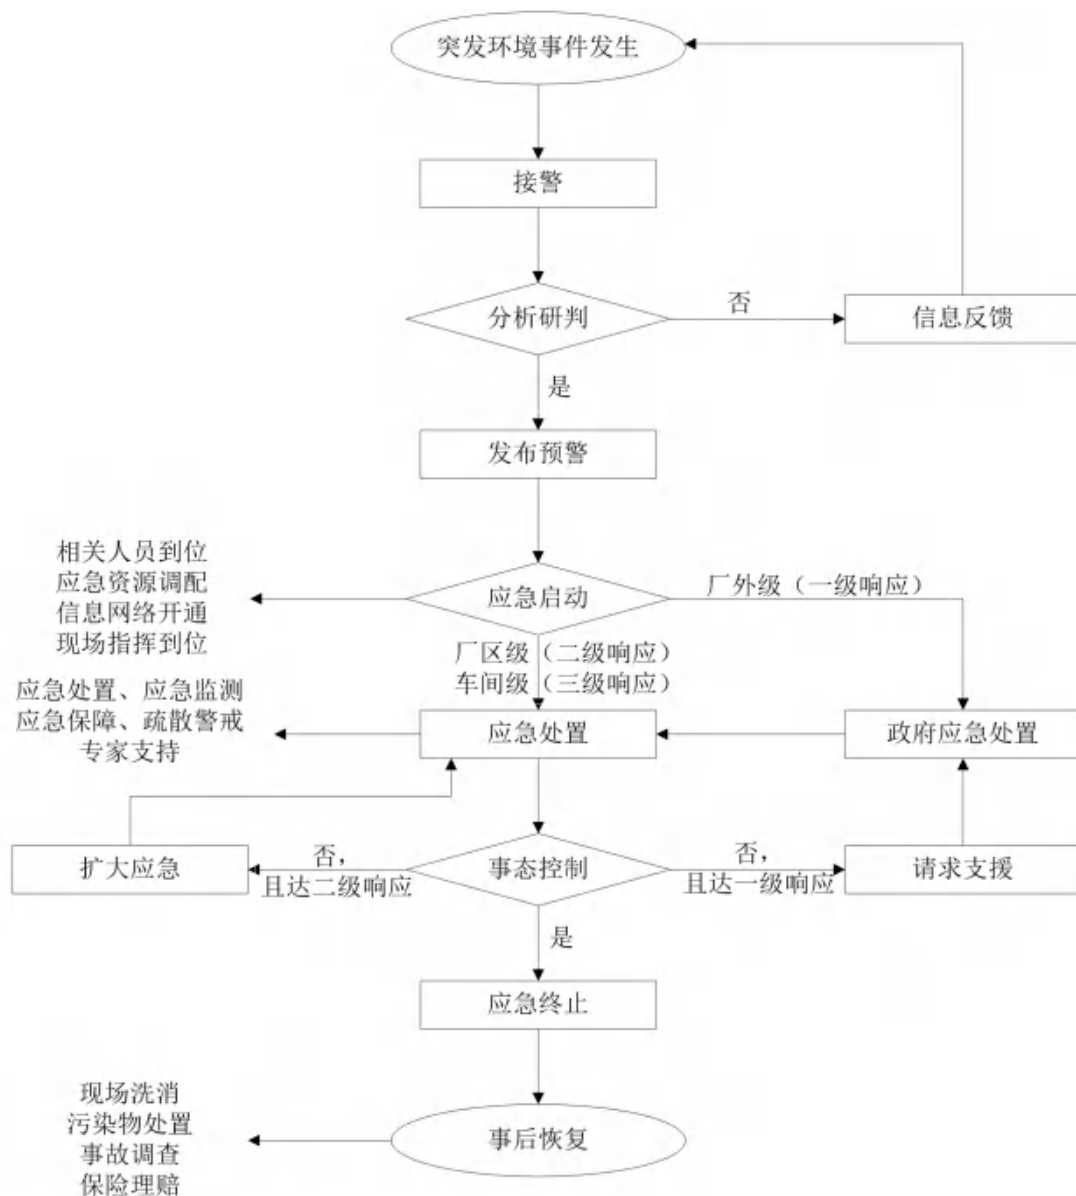 突发环境事件发生
接警
分析研判
否
信息反馈
是
发布预警
相关人员到位
应急资源调配
信息网络开通
现场指挥到位
应急启动
厂外级（一级响应）
厂区级（二级响应）
车间级（三级响应）
应急处置、应急监测
应急保障、疏散警戒
专家支持
应急处置
政府应急处置
扩大应急
否，
且达二级响应
事态控制
否，
且达一级响应
请求支援
是
应急终止
现场洗消
污染物处置
事故调查
保险理赔
事后恢复